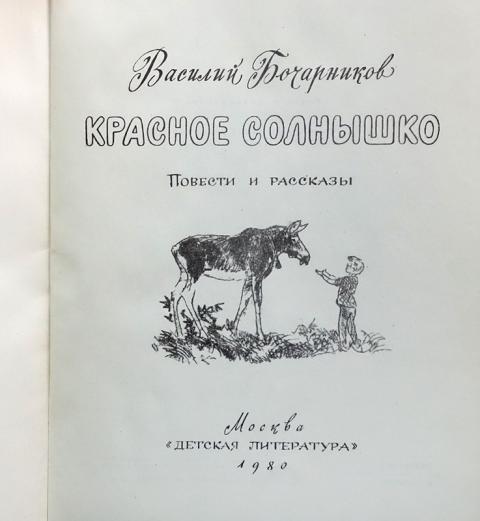 Василий Бочарников
КРАСНОЕ СОЛНЫШКО
Повести и рассказы
Москва
«ДЕТСКАЯ ЛИТЕРАТУРА»
1980